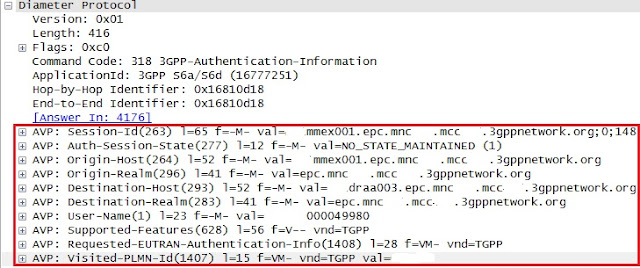 Diameter Protocol
Version: 0x01
Length: 416
Flags: 0xc0
Command Code: 318 3GPP-Authentication-Information
ApplicationId: 3GPP S6a/S6d (16777251)
Hop-by-Hop Identifier: 0x16810d18
End-to-End Identifier: 0x16810d18
[Answer In: 4176]
AVP: Session-Id(263) l=65 f=-M- val= mmex001.epc.mnc .mcc .3gppnetwork.org;0;148
AVP: Auth-Session-State(277) l=12 f=-M- val=NO_STATE_MAINTAINED (1)
AVP: Origin-Host(264) l=52 f=-M- val= mmex001.epc.mnc .mcc .3gppnetwork.org
AVP: Origin-Realm(296) l=41 f=-M- val=epc.mnc .mcc .3gppnetwork.org
AVP: Destination-Host(293) l=52 f=-M- val= draa003.epc.mnc .mcc .3gppnetwork.org
AVP: Destination-Realm(283) l=41 f=-M- val=epc.mnc .mcc .3gppnetwork.org
AVP: User-Name(1) l=23 f=-M- val= 000049980
AVP: Supported-Features(628) l=56 f=V-- vnd=TGPP
AVP: Requested-EUTRAN-Authentication-Info(1408) l=28 f=VM- vnd=TGPP
AVP: Visited-PLMN-Id(1407) l=15 f=VM- vnd=TGPP val=